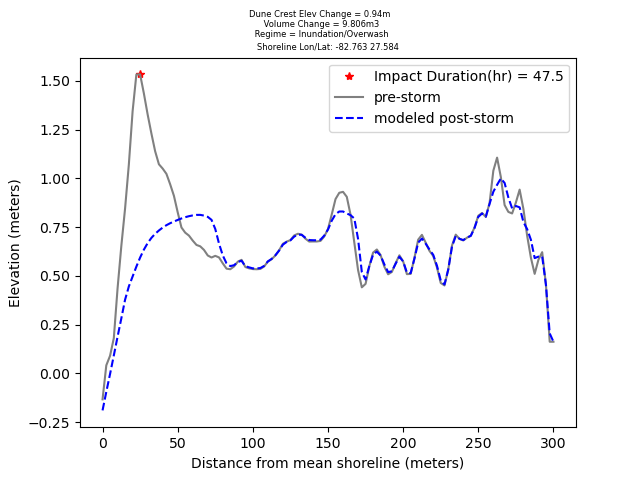 Dune Crest Elev Change = 0.94m
Volume Change = 9.806m3
Regime = Inundation/Overwash
Shoreline Lon/Lat: -82.763 27.584
Impact Duration(hr) = 47.5
pre-storm
modeled post-storm
Elevation (meters)
1.50
1.25
1.00
0.75
0.50
0.25
0.00
−0.25
0 50 100 150 200 250 300
Distance from mean shoreline (meters)